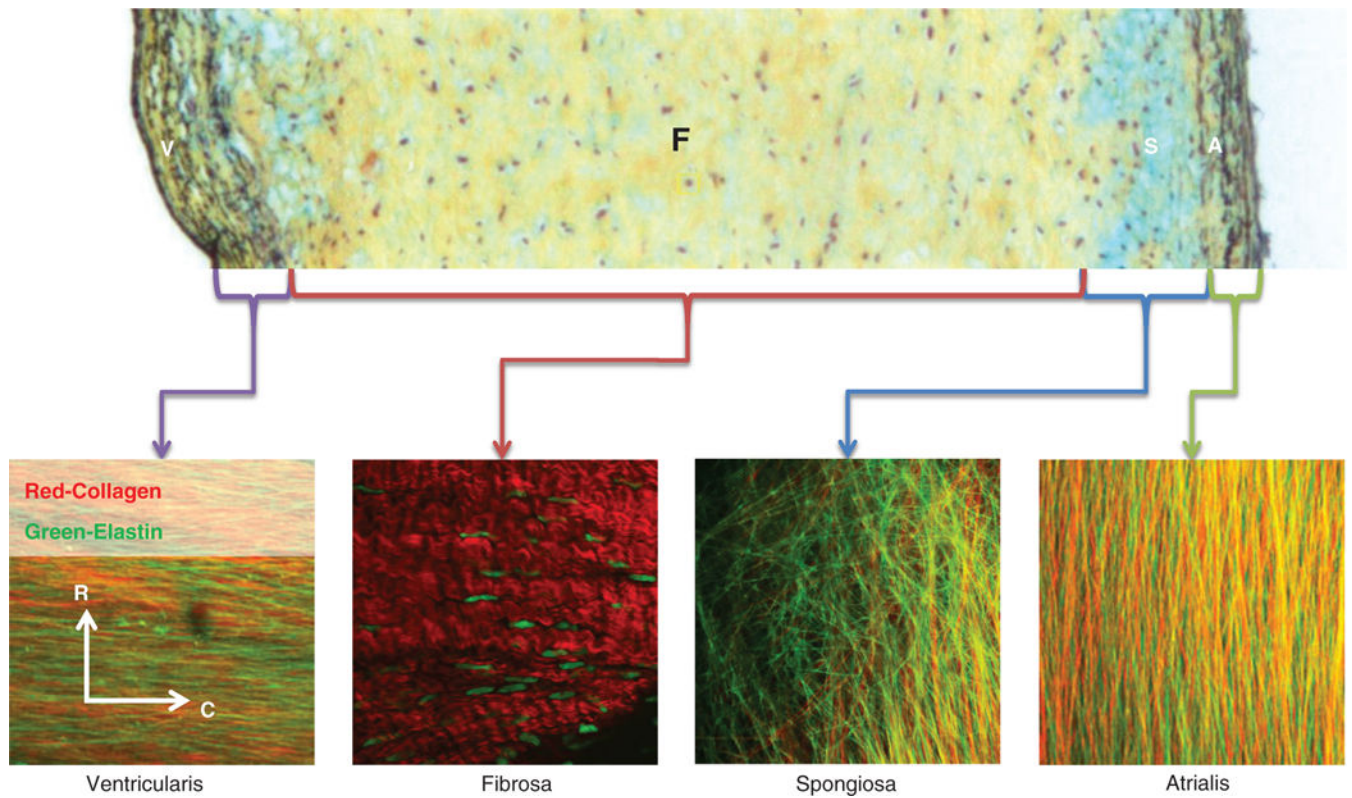 V
F
S
A
Red-Collagen
Green-Elastin
R
C
Ventricularis
Fibrosa
Spongiosa
Atrialis